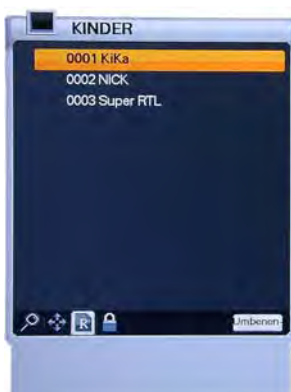 KINDER
0001 KiKa
0002 NICK
0003 Super RTL
R
Umbenen-